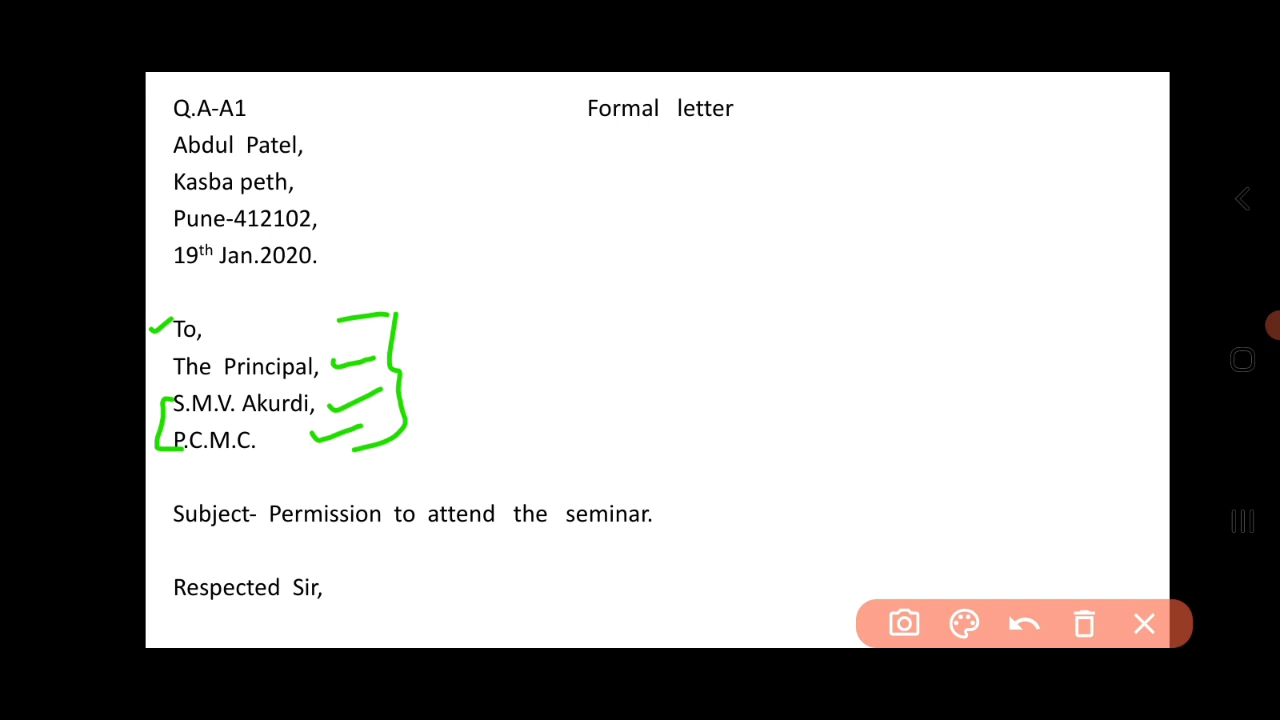 Q.A-A1 Formal letter
Abdul Patel,
Kasba peth,
Pune-412102,
19th Jan.2020.
To,
The Principal,
S.M.V. Akurdi,
P.C.M.C.
Subject- Permission to attend the seminar.
Respected Sir,